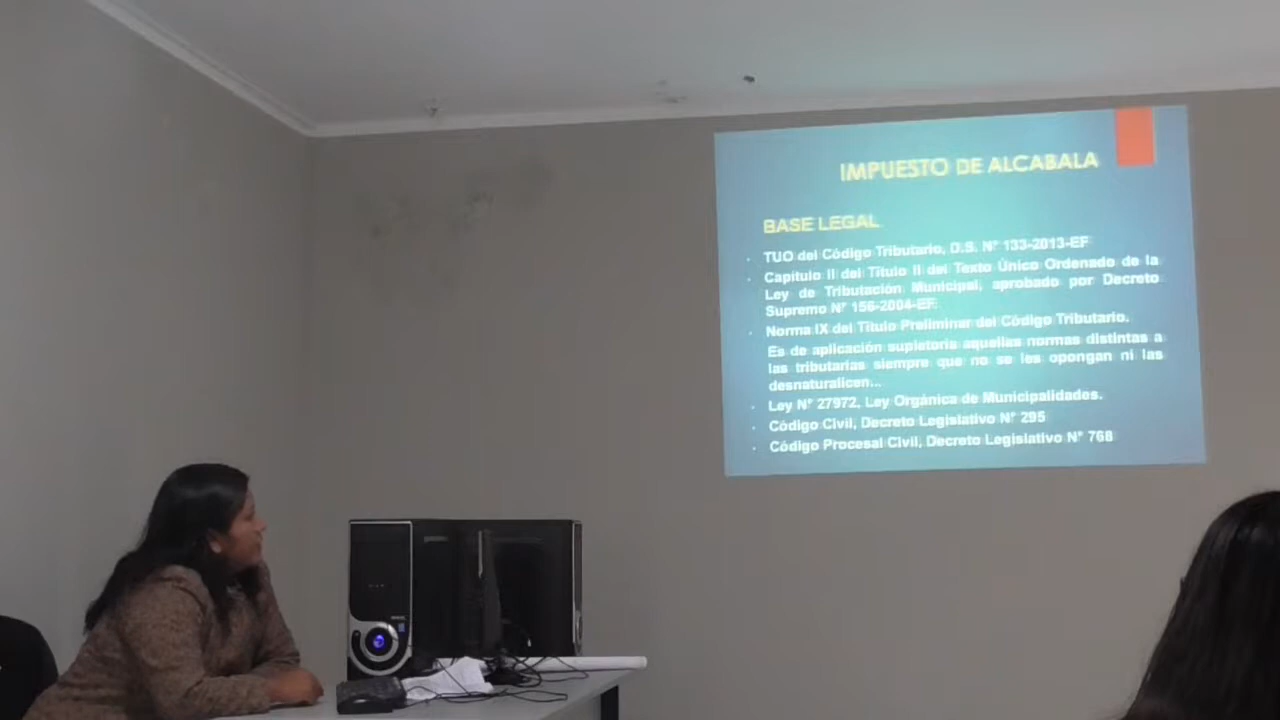 IMPUESTO DE ALCABALA
BASE LEGAL
TUO del Código Tributario, D.S. N° 133-2013-EF
Capítulo II del Título II del Texto Único Ordenado de la
Ley de Tributación Municipal, aprobado por Decreto
Supremo N° 156-2004-EF.
Norma IX del Título Preliminar del Código Tributario.
Es de aplicación supletoria aquellas normas distintas a
las tributarias siempre que no se les opongan ni las
desnaturalicen...
Ley N° 27972, Ley Orgánica de Municipalidades.
Código Civil, Decreto Legislativo N° 295
Código Procesal Civil, Decreto Legislativo N° 768